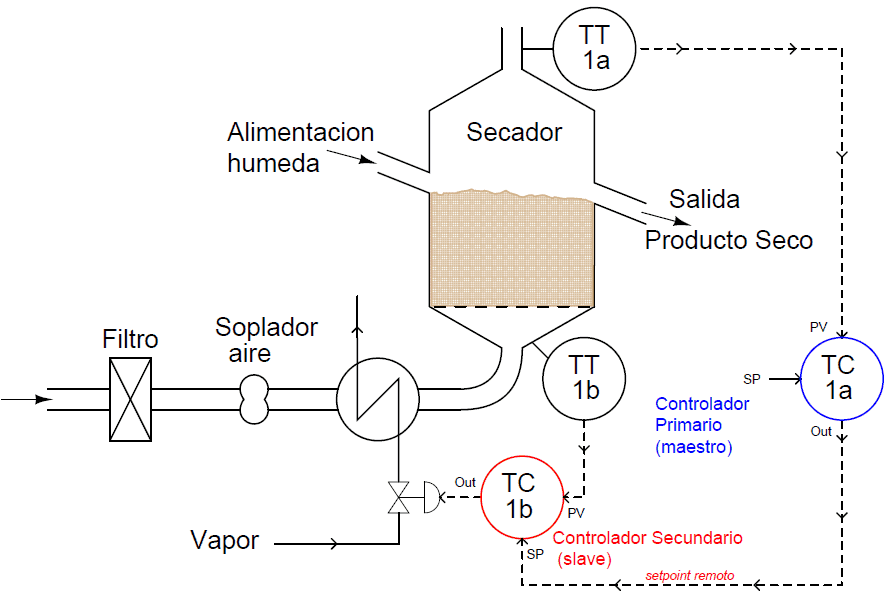 TT
1a
Alimentacion
humeda
Secador
Salida
Producto Seco
PV
Filtro
Soplador
aire
TT
1b
SP
TC
1a
Controlador
Primario
(maestro)
Out
Out
TC
1b
PV
Vapor
SP
Controlador Secundario
(slave)
setpoint remoto